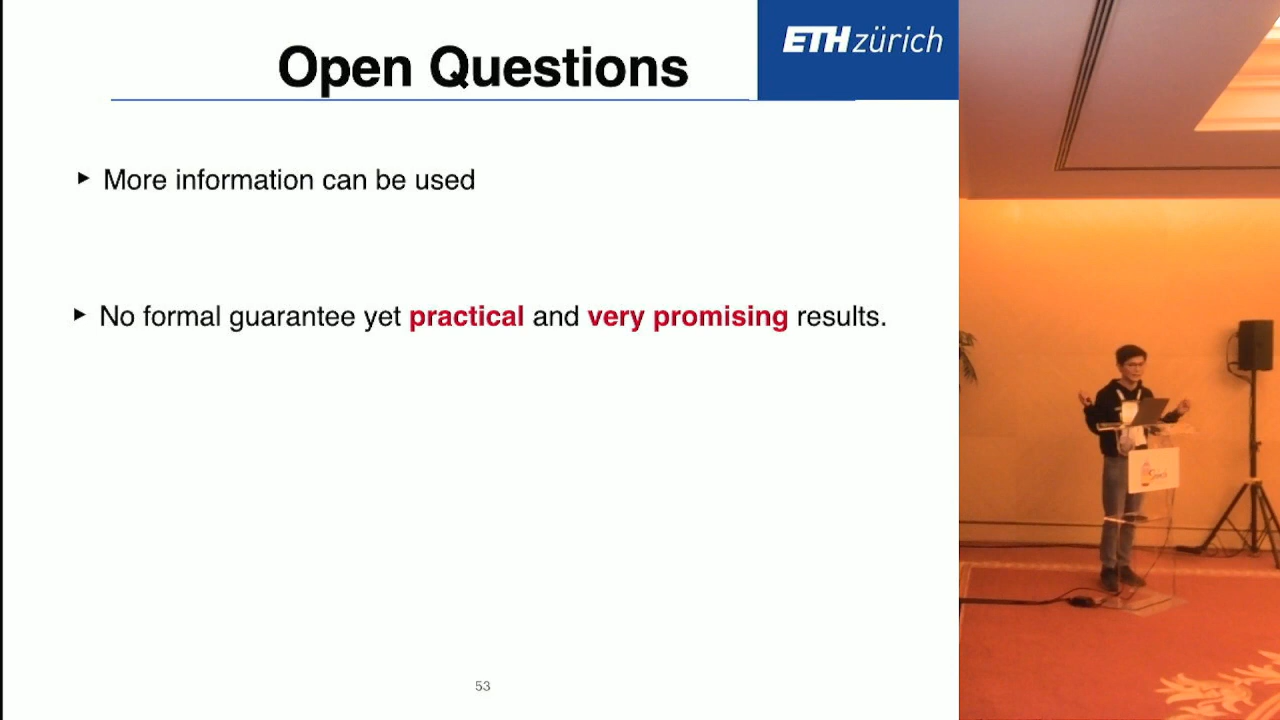 Open Questions
ETH zürich
‣ More information can be used
‣ No formal guarantee yet practical and very promising results.
53